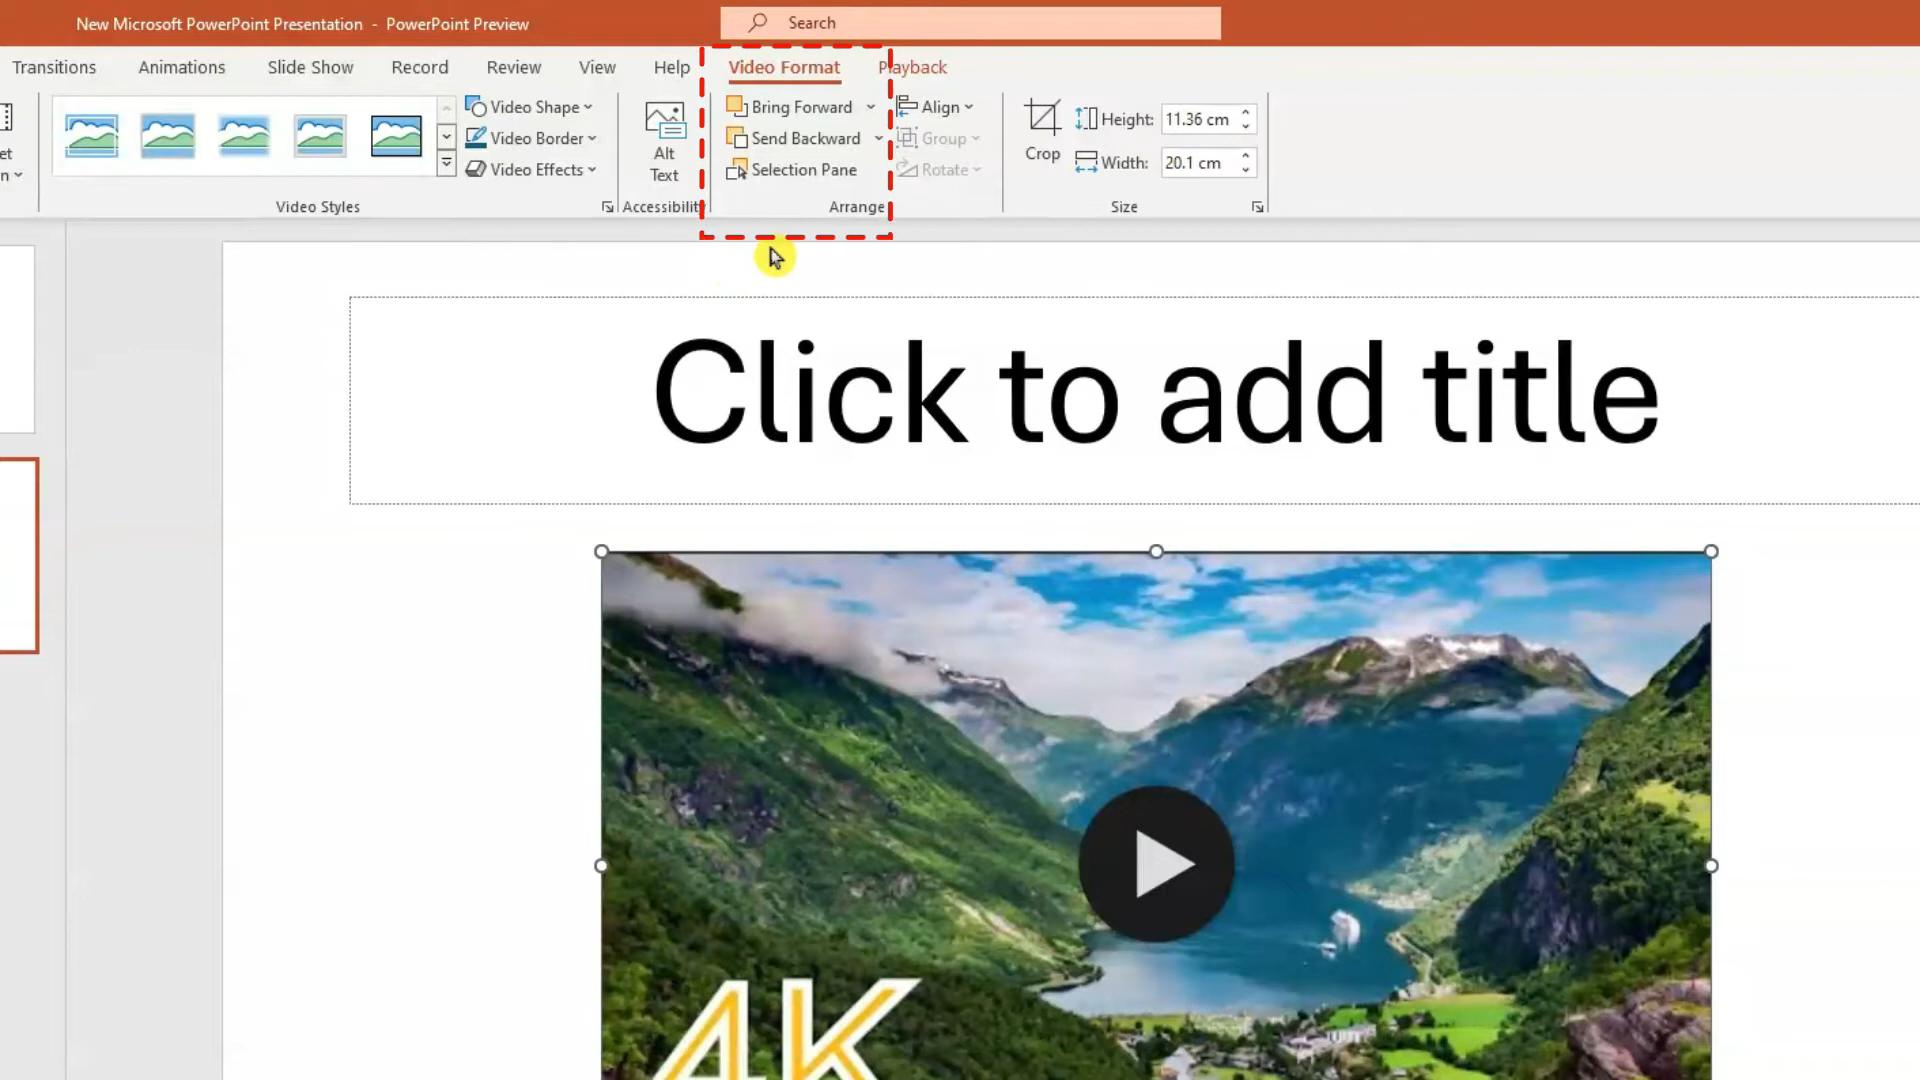 New Microsoft PowerPoint Presentation - PowerPoint Preview
Search
Transitions
Animations
Slide Show
Record
Review
View
Help
Video Format
Playback
et
n
Video Shape
Video Border
Video Effects
Video Styles
Alt
Text
Accessibility
Bring Forward
Send Backward
Selection Pane
Align
Group
Rotate
Arrange
Crop
Height: 11.36 cm
Width: 20.1 cm
Size
Click to add title
4K